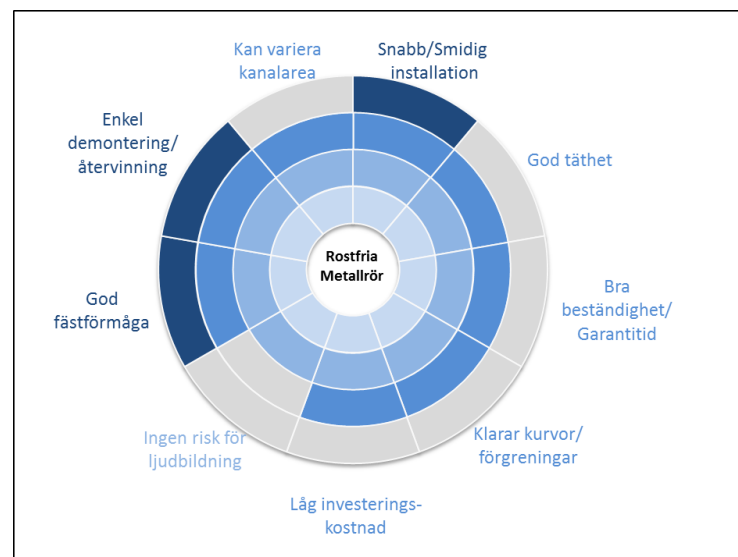 Kan variera
kanalarea
Snabb/Smidig
installation
Enkel
demontering/
återvinning
God täthet
Rostfria
Metallrör
God
fästförmåga
Bra
beständighet/
Garantitid
Ingen risk för
ljudbildning
Klarar kurvor/
förgreningar
Låg investerings-
kostnad